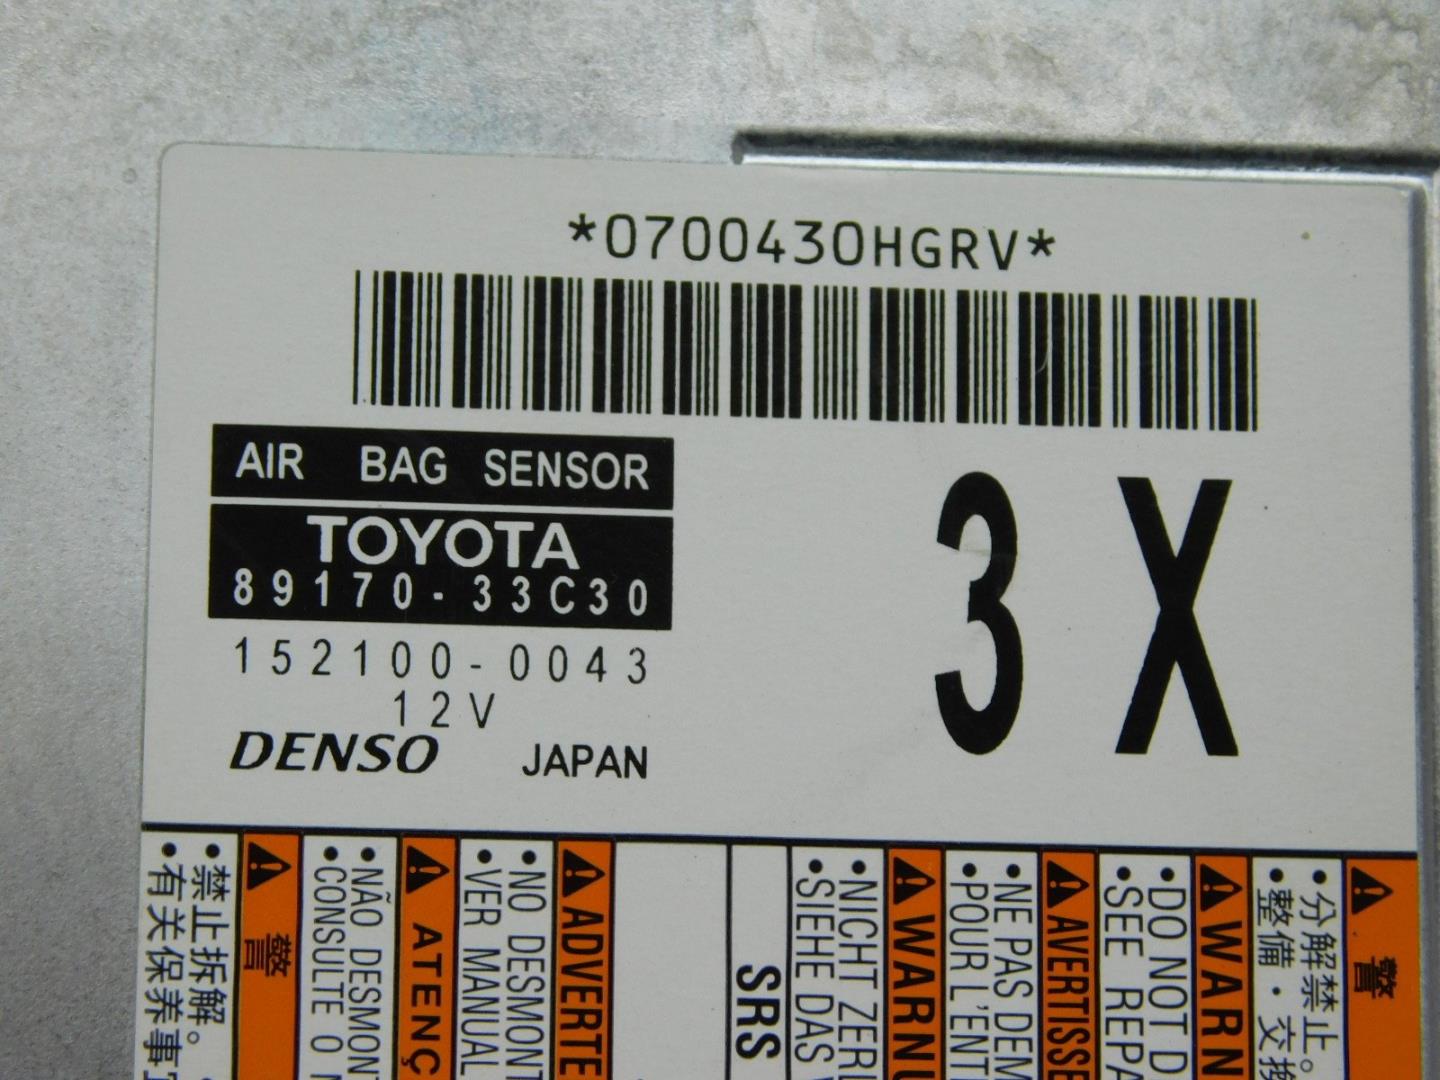 *0700430HGRV*
AIR BAG SENSOR
TOYOTA
89170-33C30
152100-0043
12V
DENSO JAPAN
3 X
警
・分解禁止。
・整備・交換
WARN
•DO NOT D
•SEE REPA
AVERTISSE
•NE PAS DEM
•POUR L'ENT
WARNU
•NICHT ZERL
•SIEHE DAS
SRS
ADVERTE
•NO DESMONT
•VER MANUAL
ATENÇ
•NÃO DESMONT
•CONSULTE O
警
•禁止拆解。
•有关保养事